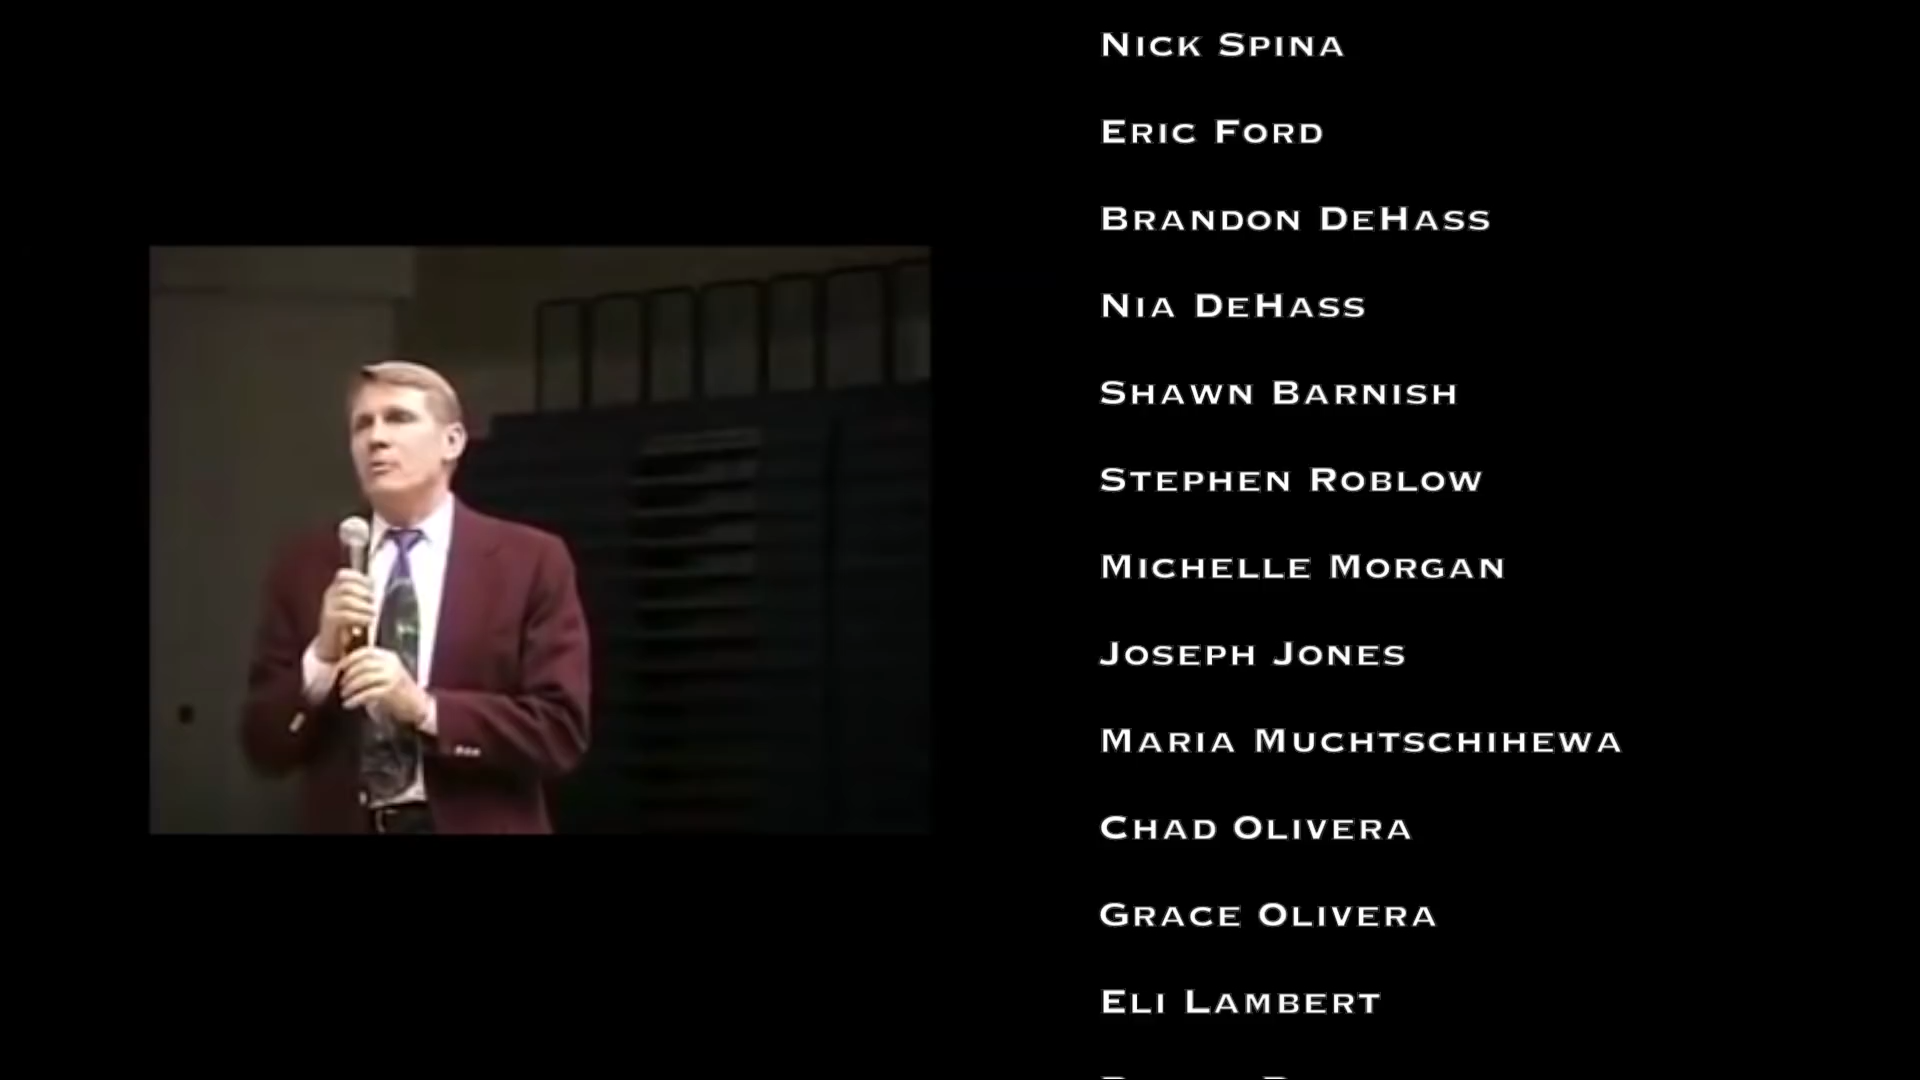 Nick Spina
Eric Ford
Brandon DeHass
Nia DeHass
Shawn Barnish
Stephen Roblow
Michelle Morgan
Joseph Jones
Maria Muchtschihewa
Chad Olivera
Grace Olivera
Eli Lambert